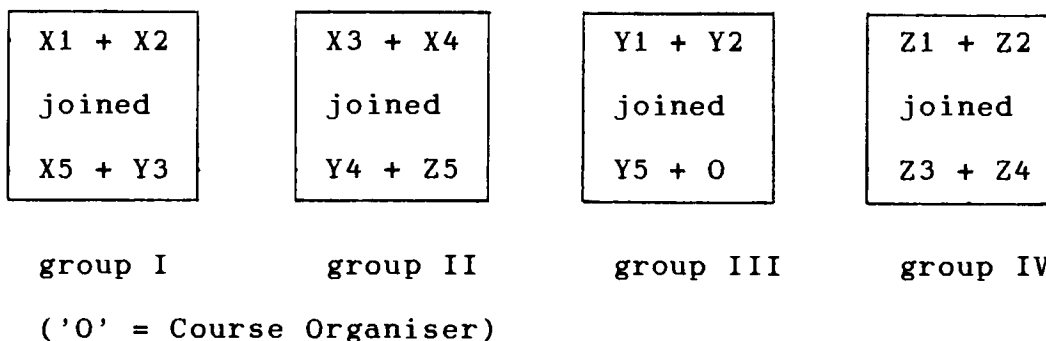 X1 + X2 X3 + X4 Y1 + Y2 Z1 + Z2
joined joined joined joined
X5 + Y3 Y4 + Z5 Y5 + O Z3 + Z4
group I group II group III group IV
('O' = Course Organiser)